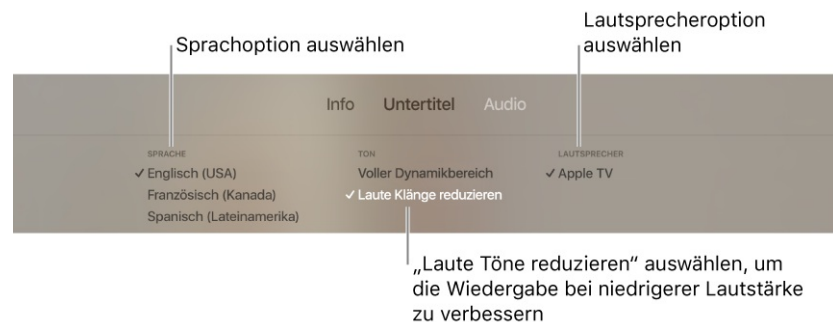 Sprachoption auswählen
Lautsprecheroption
auswählen
Info Untertitel Audio
SPRACHE
✓ Englisch (USA)
Französisch (Kanada)
Spanisch (Lateinamerika)
TON
Voller Dynamikbereich
✓ Laute Klänge reduzieren
LAUTSPRECHER
✓ Apple TV
„Laute Töne reduzieren“ auswählen, um
die Wiedergabe bei niedrigerer Lautstärke
zu verbessern